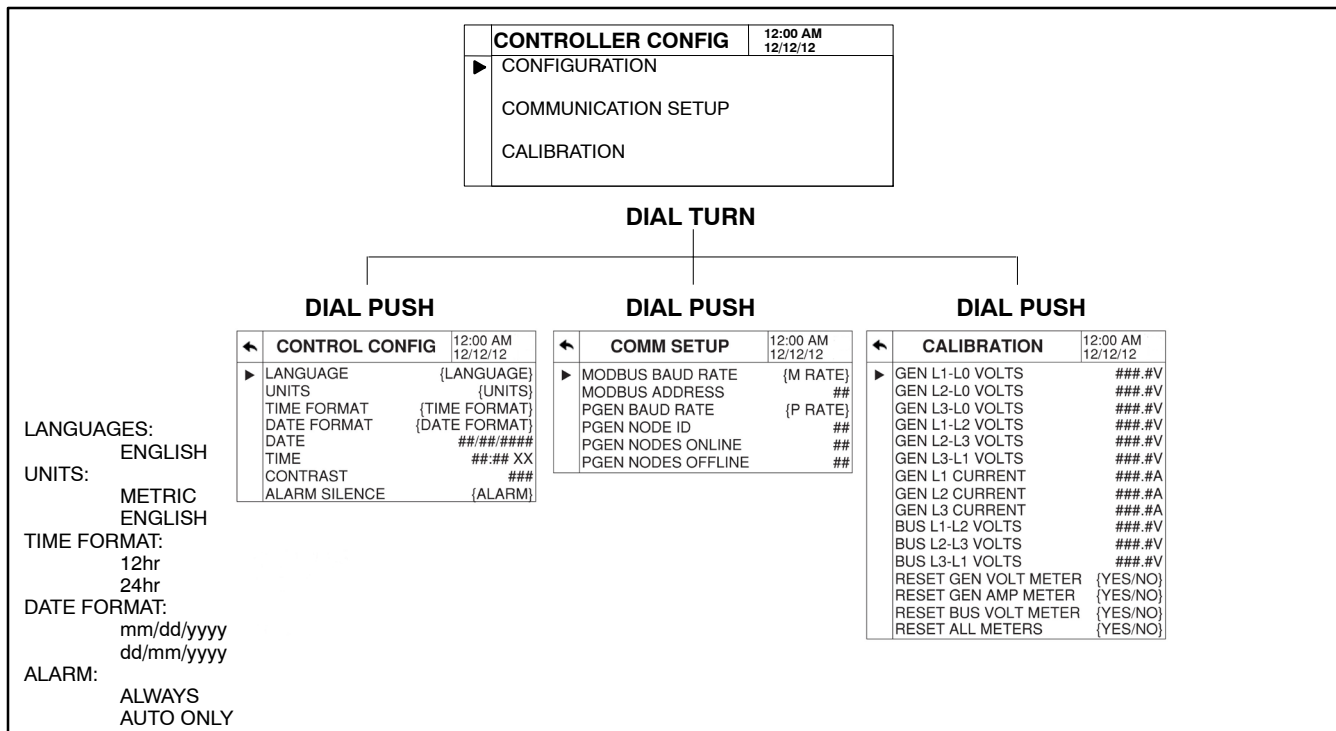 CONTROLLER CONFIG 12:00 AM 12/12/12
CONFIGURATION
COMMUNICATION SETUP
CALIBRATION
DIAL TURN
DIAL PUSH
CONTROL CONFIG 12:00 AM 12/12/12
LANGUAGE {LANGUAGE}
UNITS {UNITS}
TIME FORMAT {TIME FORMAT}
DATE FORMAT {DATE FORMAT}
DATE ##/##/####
TIME ##:## XX
CONTRAST ###
ALARM SILENCE {ALARM}
DIAL PUSH
COMM SETUP 12:00 AM 12/12/12
MODBUS BAUD RATE {M RATE}
MODBUS ADDRESS ##
PGEN BAUD RATE {P RATE}
PGEN NODE ID ##
PGEN NODES ONLINE ##
PGEN NODES OFFLINE ##
DIAL PUSH
CALIBRATION 12:00 AM 12/12/12
GEN L1-L0 VOLTS ###.#V
GEN L2-L0 VOLTS ###.#V
GEN L3-L0 VOLTS ###.#V
GEN L1-L2 VOLTS ###.#V
GEN L2-L3 VOLTS ###.#V
GEN L3-L1 VOLTS ###.#V
GEN L1 CURRENT ###.#A
GEN L2 CURRENT ###.#A
GEN L3 CURRENT ###.#A
BUS L1-L2 VOLTS ###.#V
BUS L2-L3 VOLTS ###.#V
BUS L3-L1 VOLTS ###.#V
RESET GEN VOLT METER {YES/NO}
RESET GEN AMP METER {YES/NO}
RESET BUS VOLT METER {YES/NO}
RESET ALL METERS {YES/NO}
LANGUAGES:
ENGLISH
UNITS:
METRIC
ENGLISH
TIME FORMAT:
12hr
24hr
DATE FORMAT:
mm/dd/yyyy
dd/mm/yyyy
ALARM:
ALWAYS
AUTO ONLY